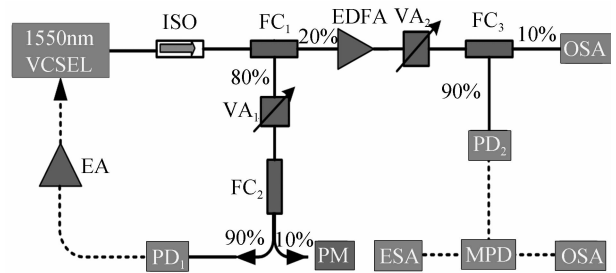 1550nm
VCSEL
ISO
FC₁
20%
EDFA
VA₂
FC₃
10%
OSA
80%
VA₁
90%
EA
PD₂
FC₂
90%
10%
PD₁
PM
ESA
MPD
OSA